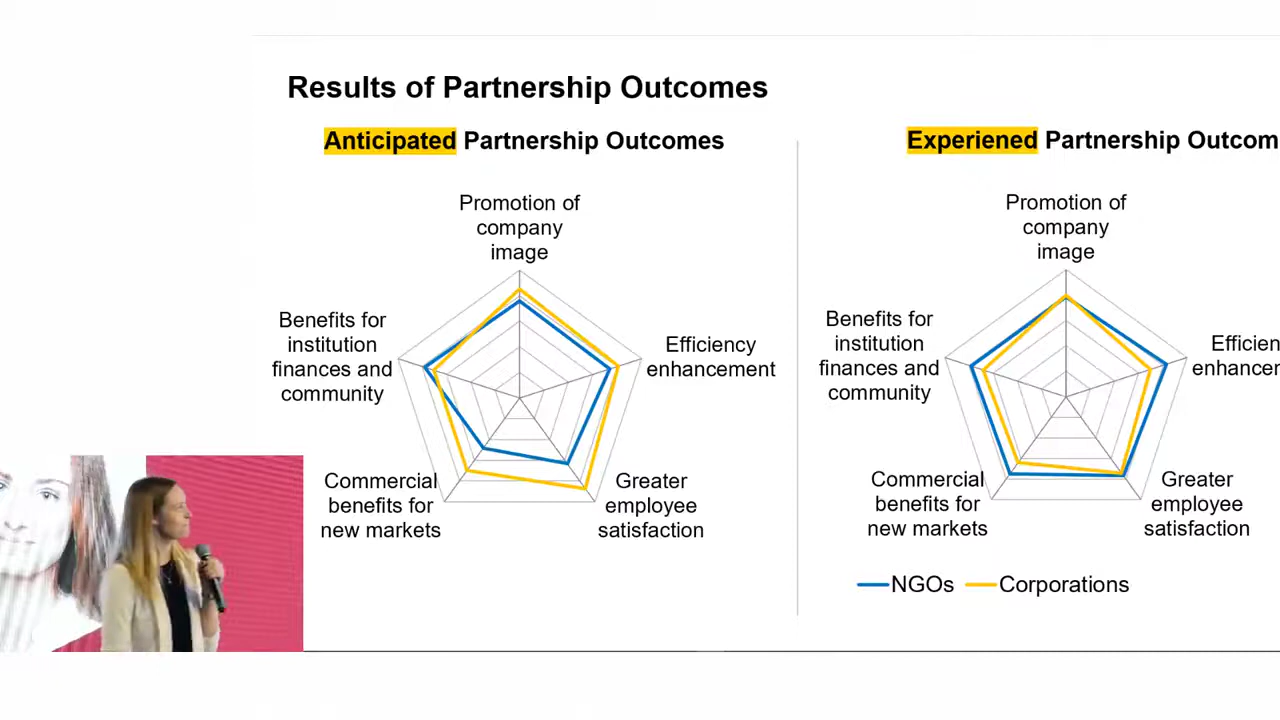 Results of Partnership Outcomes
Anticipated Partnership Outcomes
Promotion of
company
image
Efficiency
enhancement
Greater
employee
satisfaction
Commercial
benefits for
new markets
Benefits for
institution
finances and
community
Experiened Partnership Outcom
Promotion of
company
image
Efficien
enhancer
Greater
employee
satisfaction
Commercial
benefits for
new markets
Benefits for
institution
finances and
community
NGOs Corporations